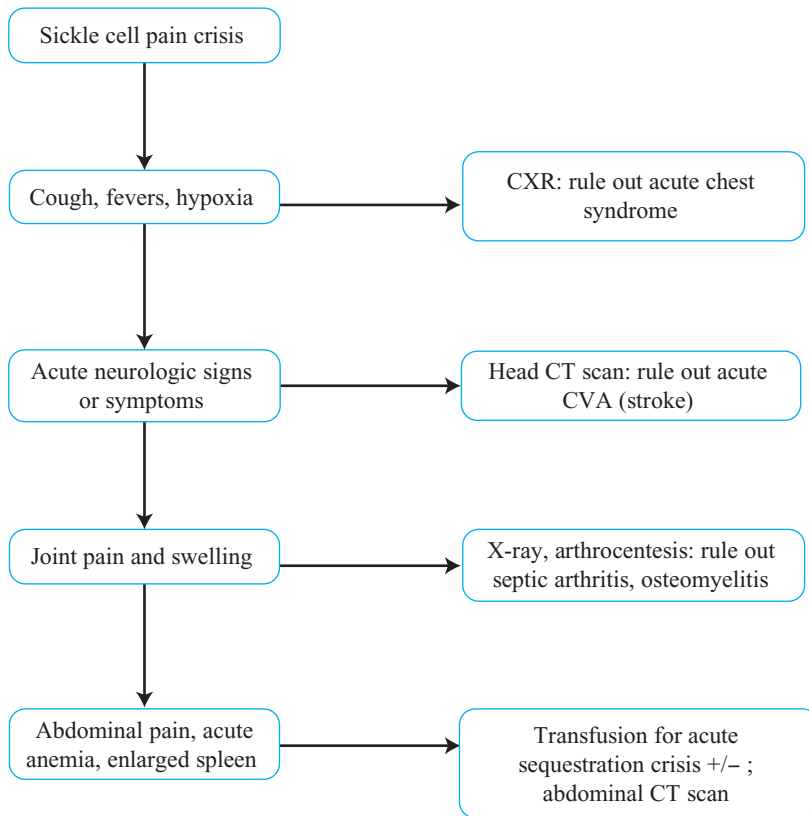 Sickle cell pain crisis
Cough, fevers, hypoxia
CXR: rule out acute chest
syndrome
Acute neurologic signs
or symptoms
Head CT scan: rule out acute
CVA (stroke)
Joint pain and swelling
X-ray, arthrocentesis: rule out
septic arthritis, osteomyelitis
Abdominal pain, acute
anemia, enlarged spleen
Transfusion for acute
sequestration crisis +/− ;
abdominal CT scan